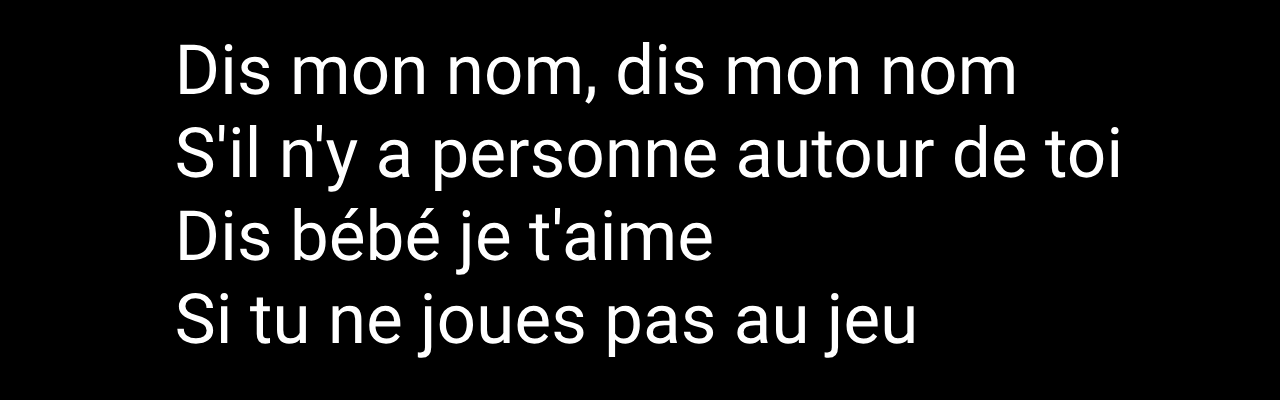 Dis mon nom, dis mon nom
S'il n'y a personne autour de toi
Dis bébé je t'aime
Si tu ne joues pas au jeu